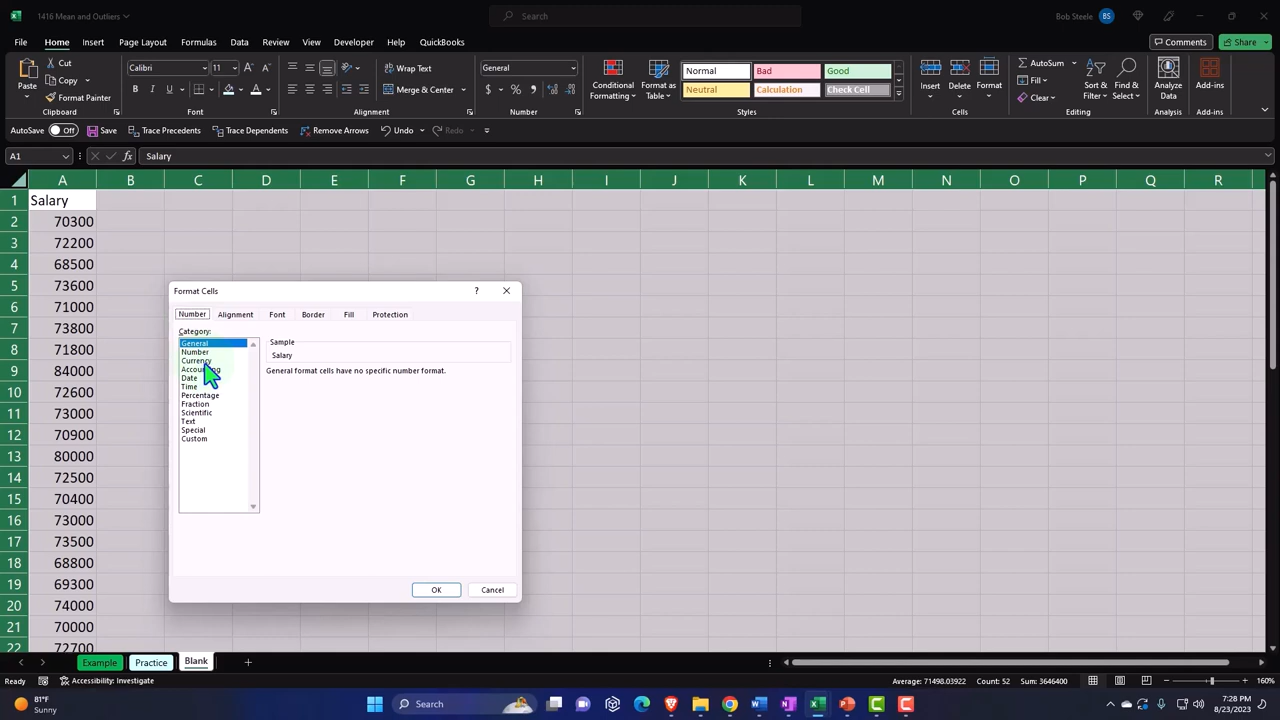 1416 Mean and Outliers
Search
Bob Steele BS
File Home Insert Page Layout Formulas Data Review View Developer Help QuickBooks
Comments Share
Paste
Cut
Copy
Format Painter
Clipboard
Calibri 11
B I U
Font
Wrap Text
Merge & Center
Alignment
General
$ %
Number
Conditional Formatting
Format as Table
Normal Bad Good
Neutral Calculation Check Cell
Styles
Insert Delete Format
Cells
AutoSum
Fill
Clear
Sort & Filter
Find & Select
Editing
Analyze Data
Analysis
Add-ins
Add-ins
AutoSave Off Save Trace Precedents Trace Dependents Remove Arrows Undo Redo
A1 fx Salary
A B C D E F G H I J K L M N O P Q R
1 Salary
2 70300
3 72200
4 68500
5 73600
6 71000
7 73800
8 71800
9 84000
10 72600
11 73000
12 70900
13 80000
14 72500
15 70400
16 73000
17 73500
18 68800
19 69300
20 74000
21 70000
22 72700
Format Cells ?
Number Alignment Font Border Fill Protection
Category:
General
Number
Currency
Accounting
Date
Time
Percentage
Fraction
Scientific
Text
Special
Custom
Sample
Salary
General format cells have no specific number format.
OK Cancel
Example Practice Blank
Accessibility: Investigate
Average: 71498.03922 Count: 52 Sum: 3646400
160%
81°F
Sunny
Search
7:28 PM
8/23/2023